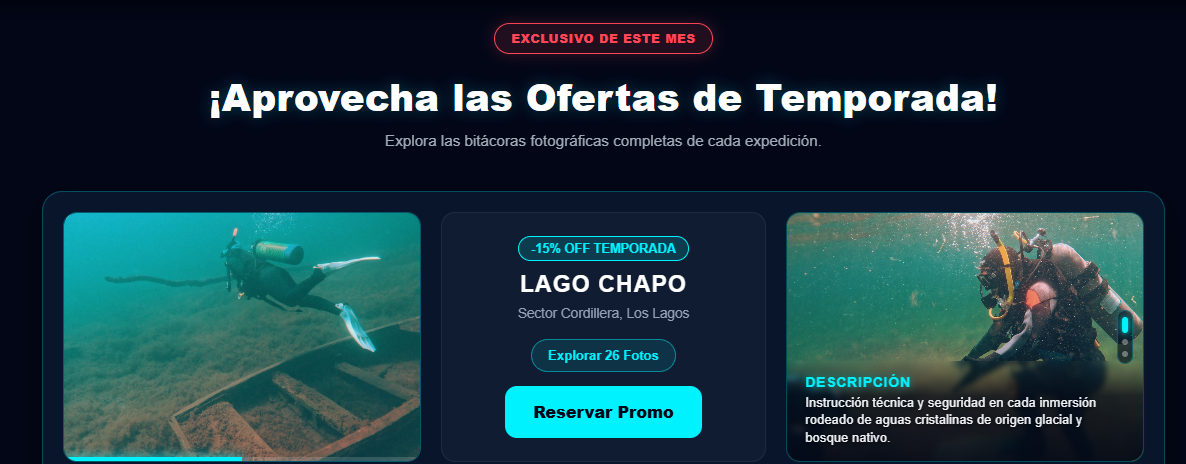 EXCLUSIVO DE ESTE MES
¡Aprovecha las Ofertas de Temporada!
Explora las bitácoras fotográficas completas de cada expedición.
-15% OFF TEMPORADA
LAGO CHAPO
Sector Cordillera, Los Lagos
Explorar 26 Fotos
Reservar Promo
DESCRIPCIÓN
Instrucción técnica y seguridad en cada inmersión
rodeado de aguas cristalinas de origen glacial y
bosque nativo.